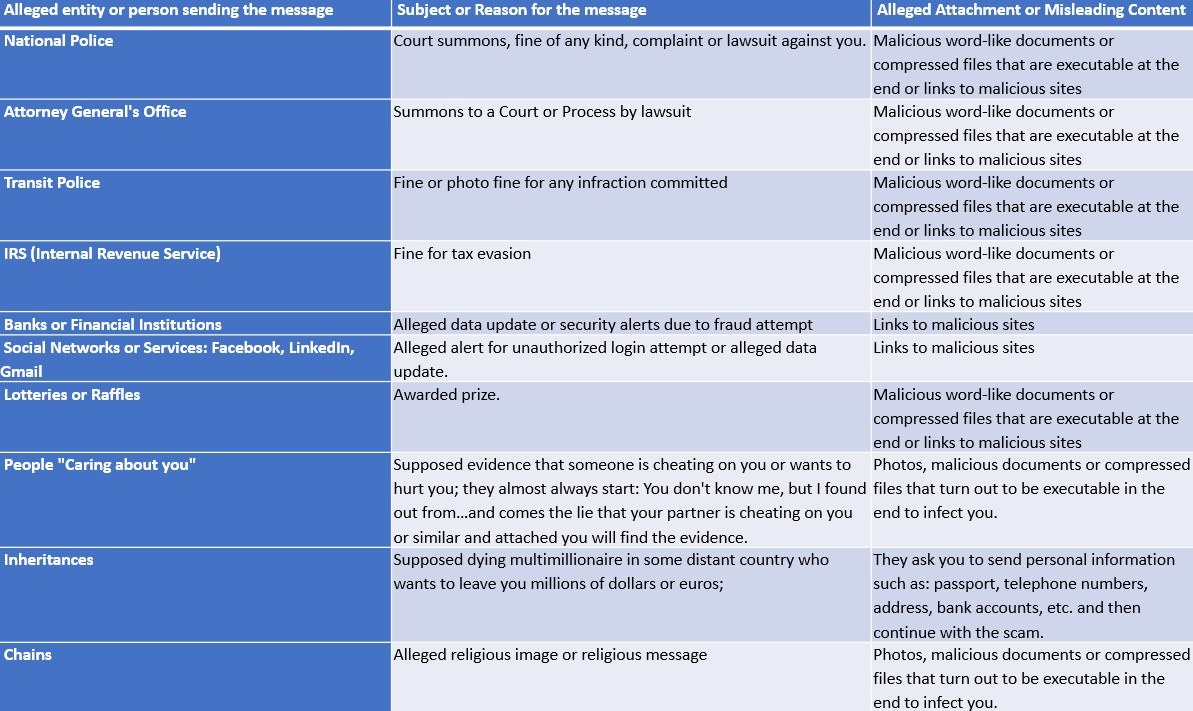 Alleged entity or person sending the message
Subject or Reason for the message
Alleged Attachment or Misleading Content
National Police
Court summons, fine of any kind, complaint or lawsuit against you.
Malicious word-like documents or
compressed files that are executable at the
end or links to malicious sites
Attorney General's Office
Summons to a Court or Process by lawsuit
Malicious word-like documents or
compressed files that are executable at the
end or links to malicious sites
Transit Police
Fine or photo fine for any infraction committed
Malicious word-like documents or
compressed files that are executable at the
end or links to malicious sites
IRS (Internal Revenue Service)
Fine for tax evasion
Malicious word-like documents or
compressed files that are executable at the
end or links to malicious sites
Banks or Financial Institutions
Alleged data update or security alerts due to fraud attempt
Links to malicious sites
Social Networks or Services: Facebook, LinkedIn,
Gmail
Alleged alert for unauthorized login attempt or alleged data
update.
Links to malicious sites
Lotteries or Raffles
Awarded prize.
Malicious word-like documents or
compressed files that are executable at the
end or links to malicious sites
People "Caring about you"
Supposed evidence that someone is cheating on you or wants to
hurt you; they almost always start: You don't know me, but I found
out from...and comes the lie that your partner is cheating on you
or similar and attached you will find the evidence.
Photos, malicious documents or compressed
files that turn out to be executable in the
end to infect you.
Inheritances
Supposed dying multimillionaire in some distant country who
wants to leave you millions of dollars or euros;
They ask you to send personal information
such as: passport, telephone numbers,
address, bank accounts, etc. and then
continue with the scam.
Chains
Alleged religious image or religious message
Photos, malicious documents or compressed
files that turn out to be executable in the
end to infect you.